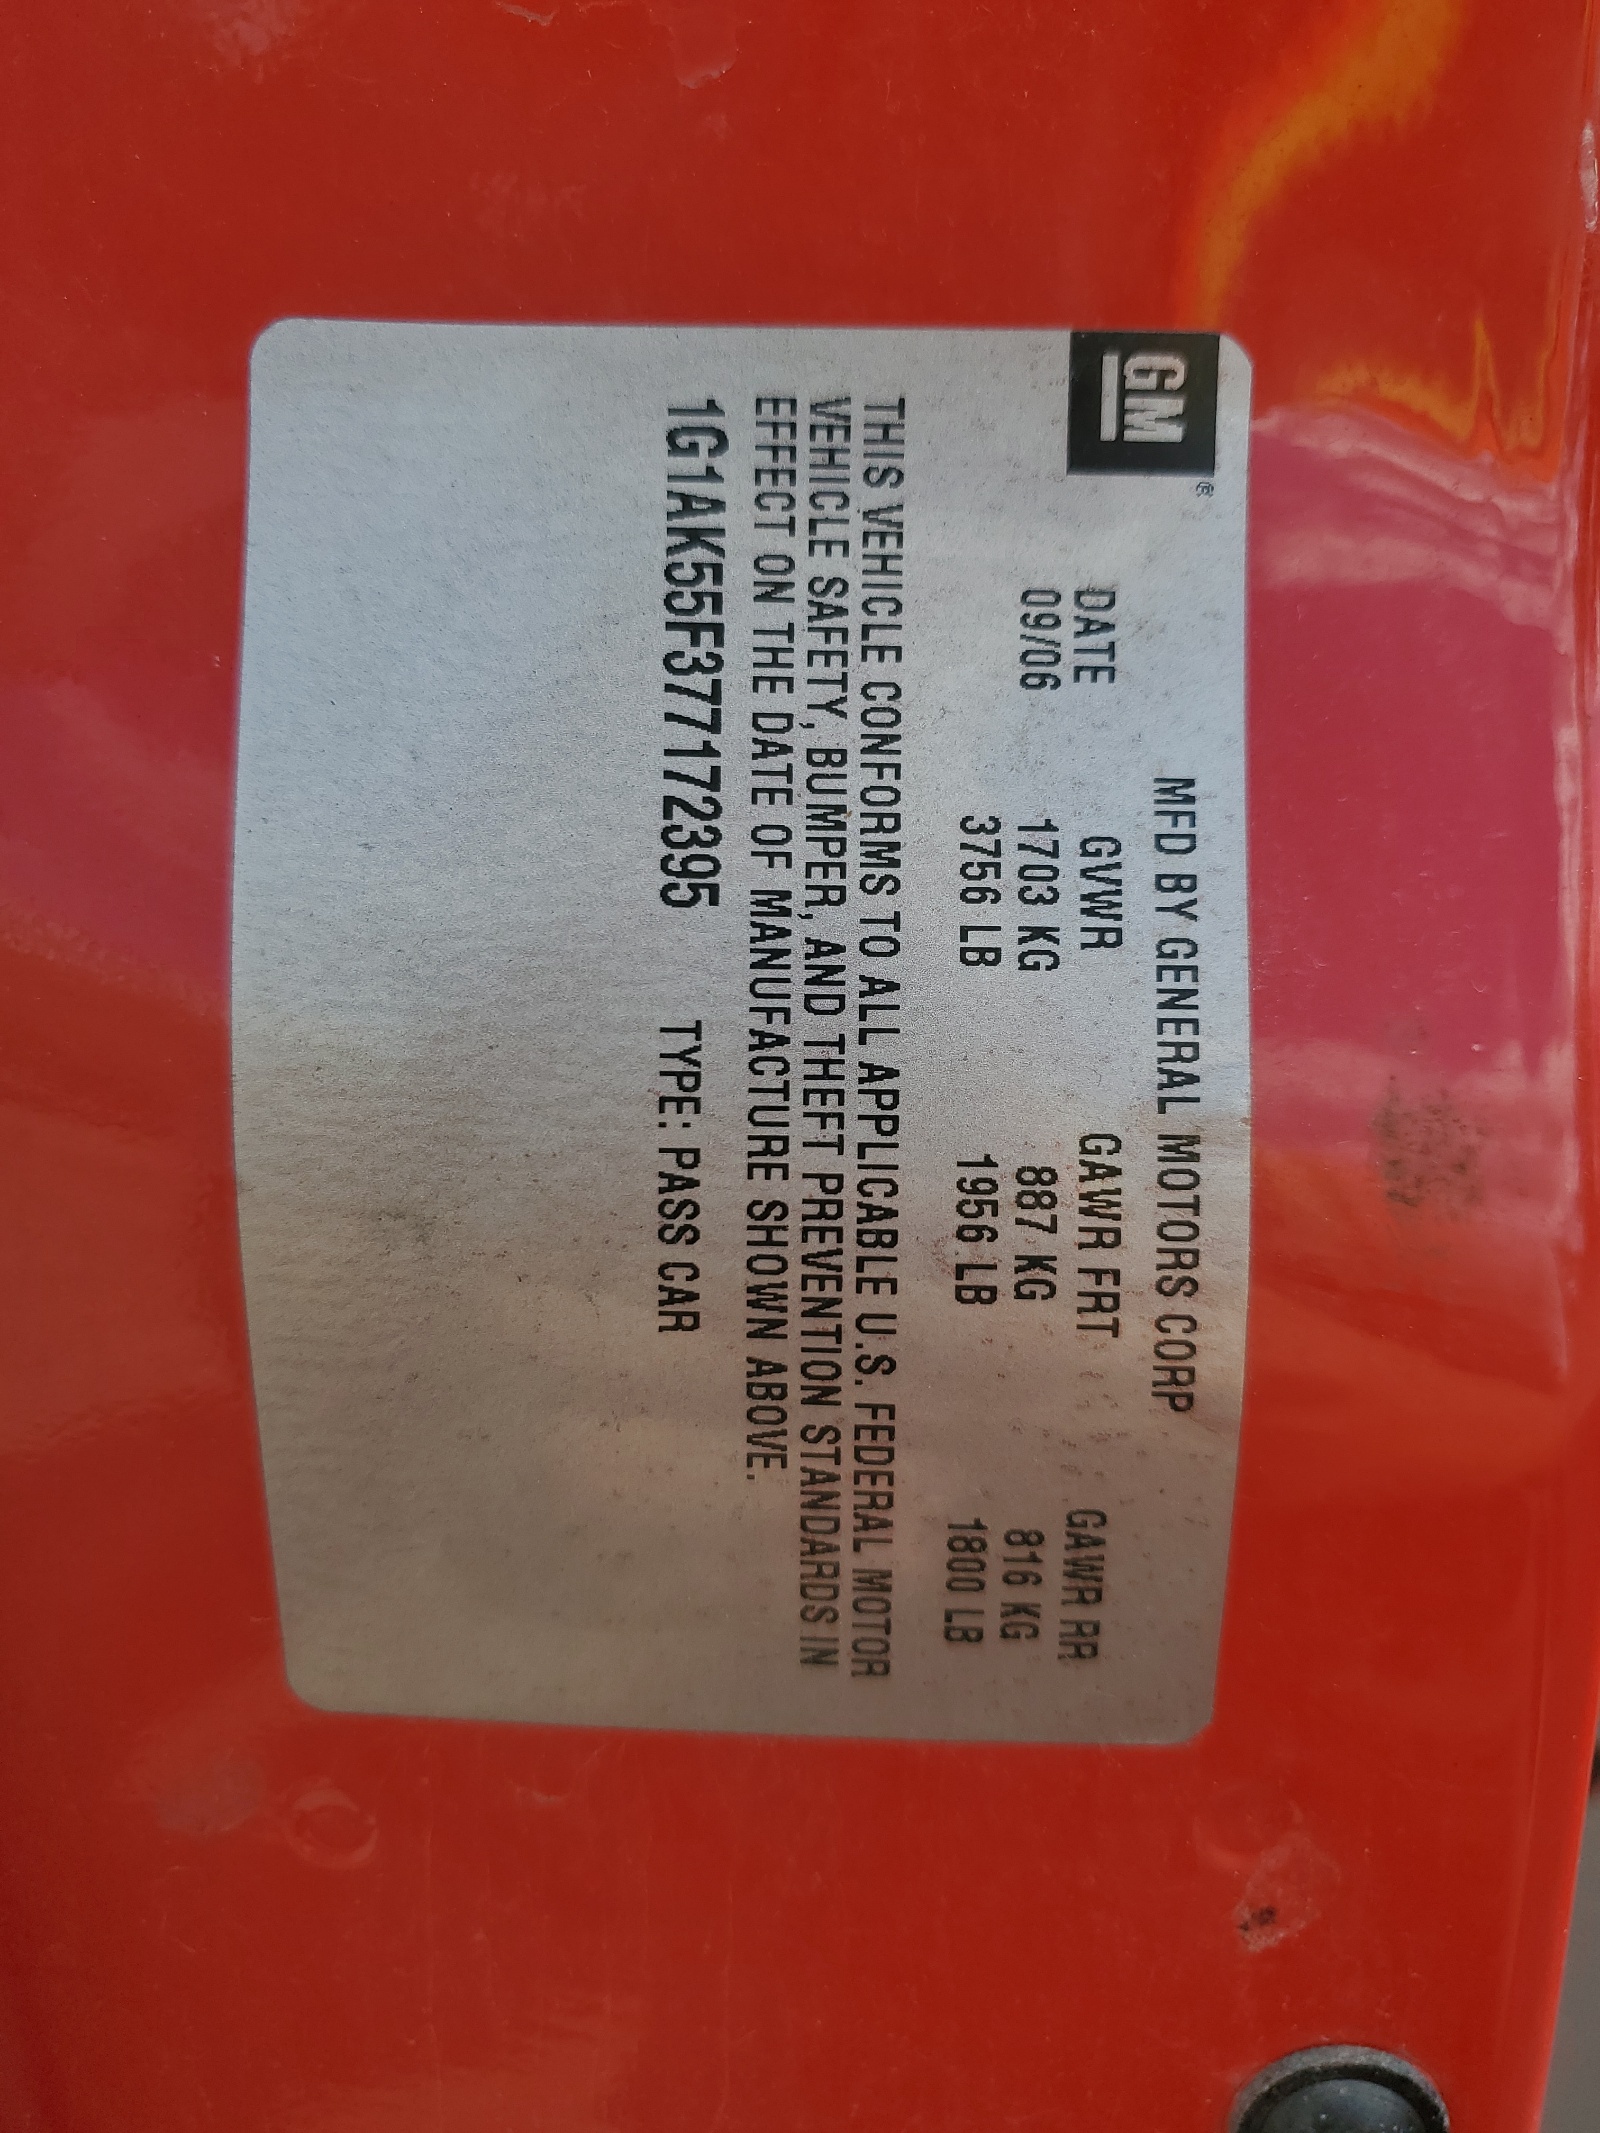 GM®
MFD BY GENERAL MOTORS CORP
DATE GVWR GAWR FRT GAWR RR
09/06 1703 KG 887 KG 816 KG
3756 LB 1956 LB 1800 LB
THIS VEHICLE CONFORMS TO ALL APPLICABLE U.S. FEDERAL MOTOR
VEHICLE SAFETY, BUMPER, AND THEFT PREVENTION STANDARDS IN
EFFECT ON THE DATE OF MANUFACTURE SHOWN ABOVE.
1G1AK55F377172395 TYPE: PASS CAR